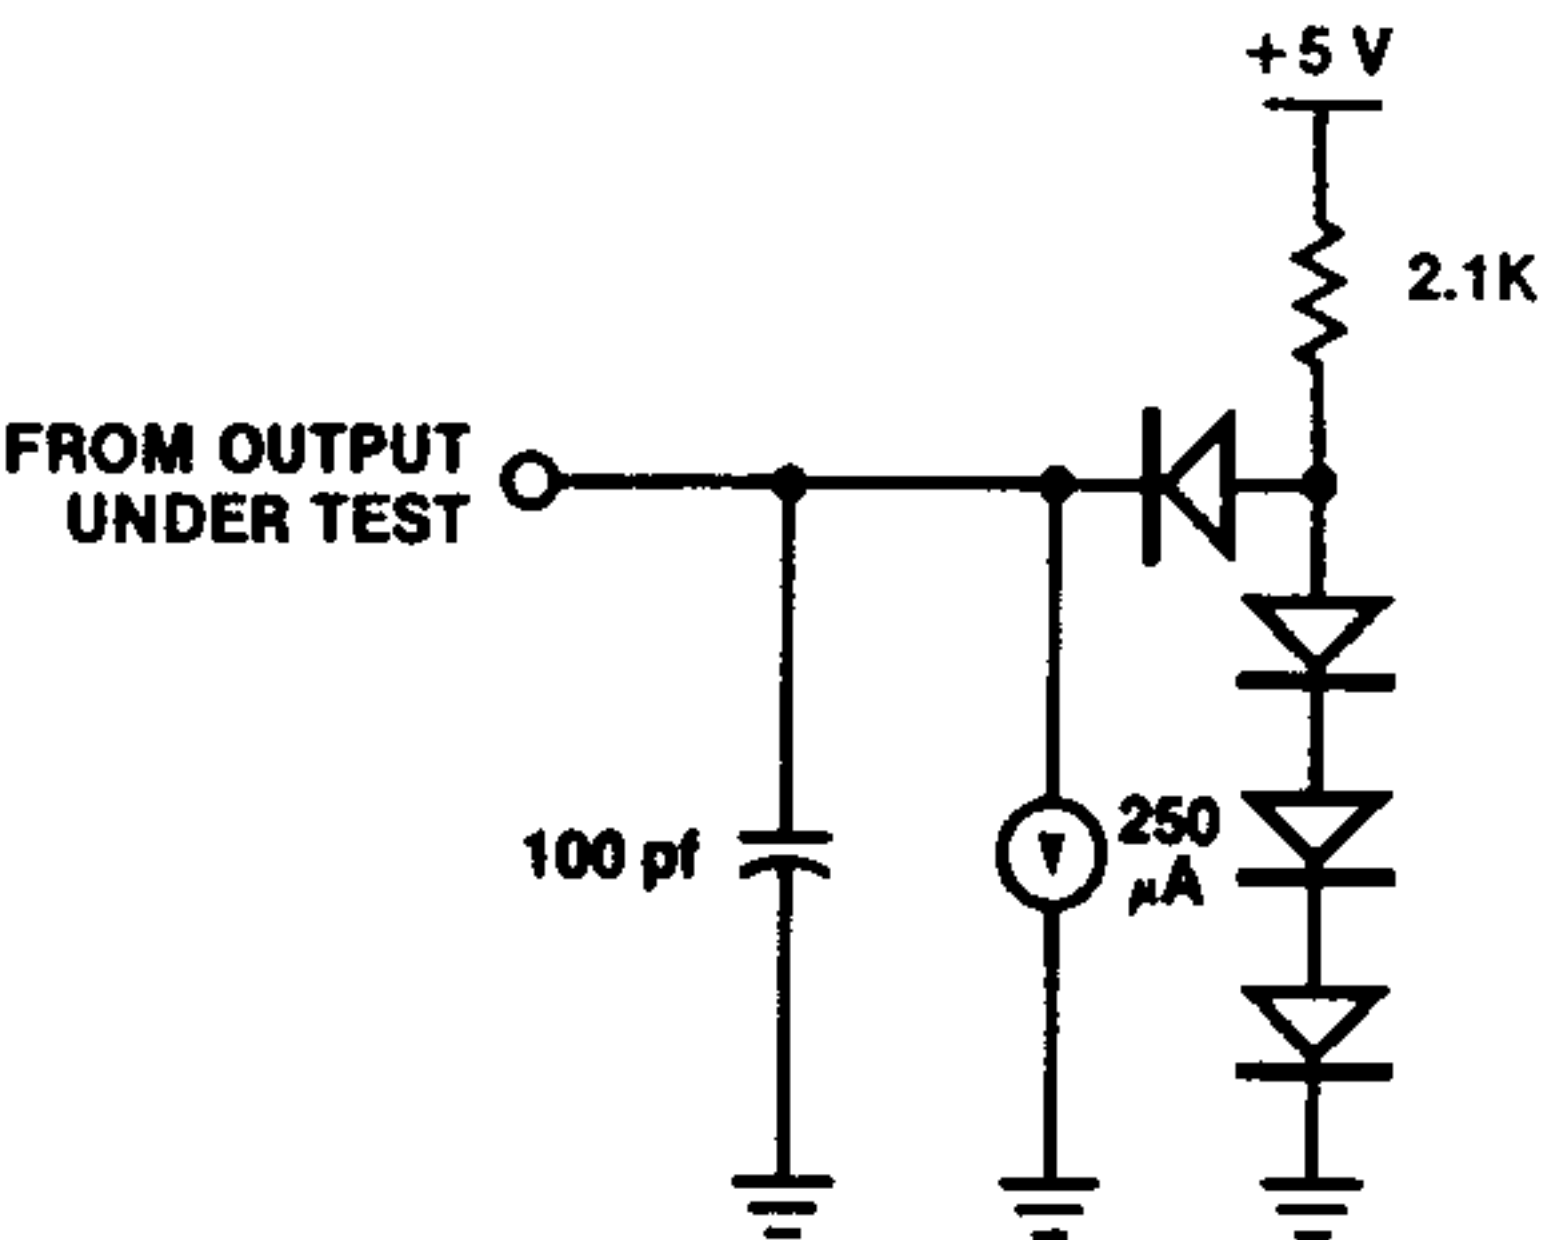 +5 V
2.1K
FROM OUTPUT
UNDER TEST
100 pf
250
μA